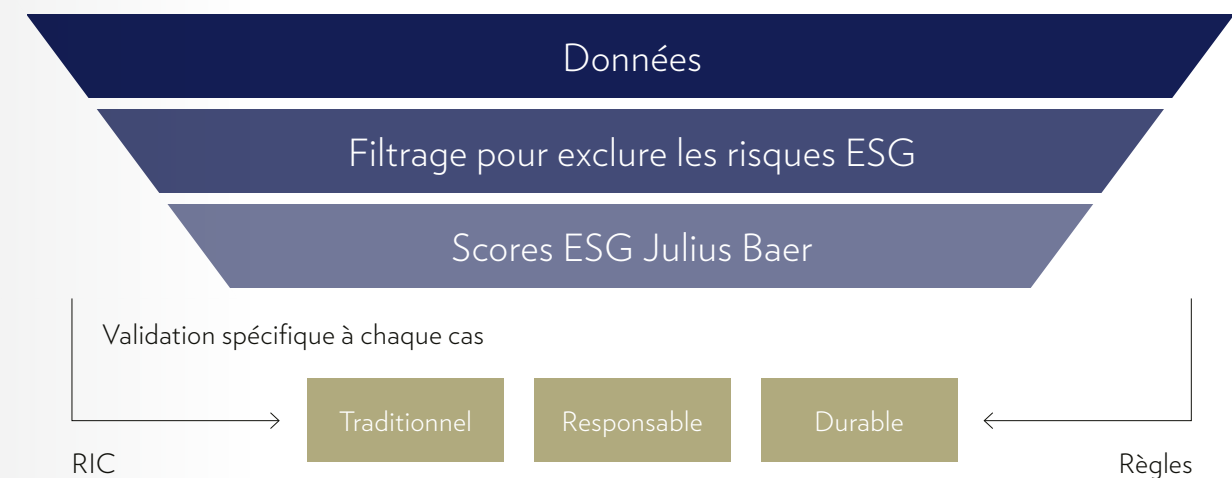 Données
Filtrage pour exclure les risques ESG
Scores ESG Julius Baer
Validation spécifique à chaque cas
Traditionnel
Responsable
Durable
RIC
Règles